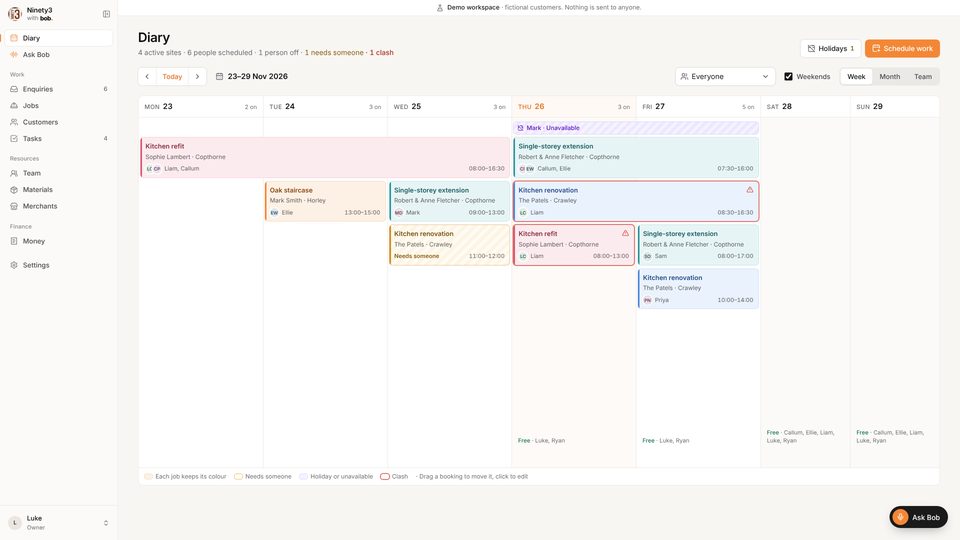 Ninety3
with bob.
Diary
Ask Bob
Work
Enquiries 6
Jobs
Customers
Tasks 4
Resources
Team
Materials
Merchants
Finance
Money
Settings
L Luke
Owner
Demo workspace · fictional customers. Nothing is sent to anyone.
Diary
4 active sites · 6 people scheduled · 1 person off · 1 needs someone · 1 clash
Holidays 1
Schedule work
Today
23–29 Nov 2026
Everyone
Weekends
Week
Month
Team
MON 23 2 on
TUE 24 3 on
WED 25 3 on
THU 26 3 on
FRI 27 5 on
SAT 28
SUN 29
Mark · Unavailable
Kitchen refit
Sophie Lambert · Copthorne
CP Liam, Callum 08:00–16:30
Single-storey extension
Robert & Anne Fletcher · Copthorne
EW Callum, Ellie 07:30–16:00
Oak staircase
Mark Smith · Horley
EW Ellie 13:00–15:00
Single-storey extension
Robert & Anne Fletcher · Copthorne
Mark 09:00–13:00
Kitchen renovation
The Patels · Crawley
LC Liam 08:30–16:30
Kitchen renovation
The Patels · Crawley
Needs someone 11:00–12:00
Kitchen refit
Sophie Lambert · Copthorne
LC Liam 08:00–13:00
Single-storey extension
Robert & Anne Fletcher · Copthorne
Sam 08:00–17:00
Kitchen renovation
The Patels · Crawley
Priya 10:00–14:00
Free · Luke, Ryan
Free · Luke, Ryan
Free · Callum, Ellie, Liam,
Luke, Ryan
Free · Callum, Ellie, Liam,
Luke, Ryan
Each job keeps its colour
Needs someone
Holiday or unavailable
Clash
· Drag a booking to move it, click to edit
Ask Bob